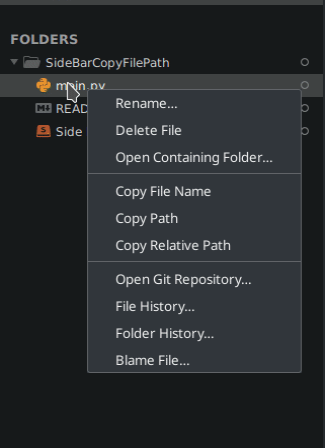 FOLDERS
SideBarCopyFilePath
main.py
READ
Side
Rename...
Delete File
Open Containing Folder...
Copy File Name
Copy Path
Copy Relative Path
Open Git Repository...
File History...
Folder History...
Blame File...